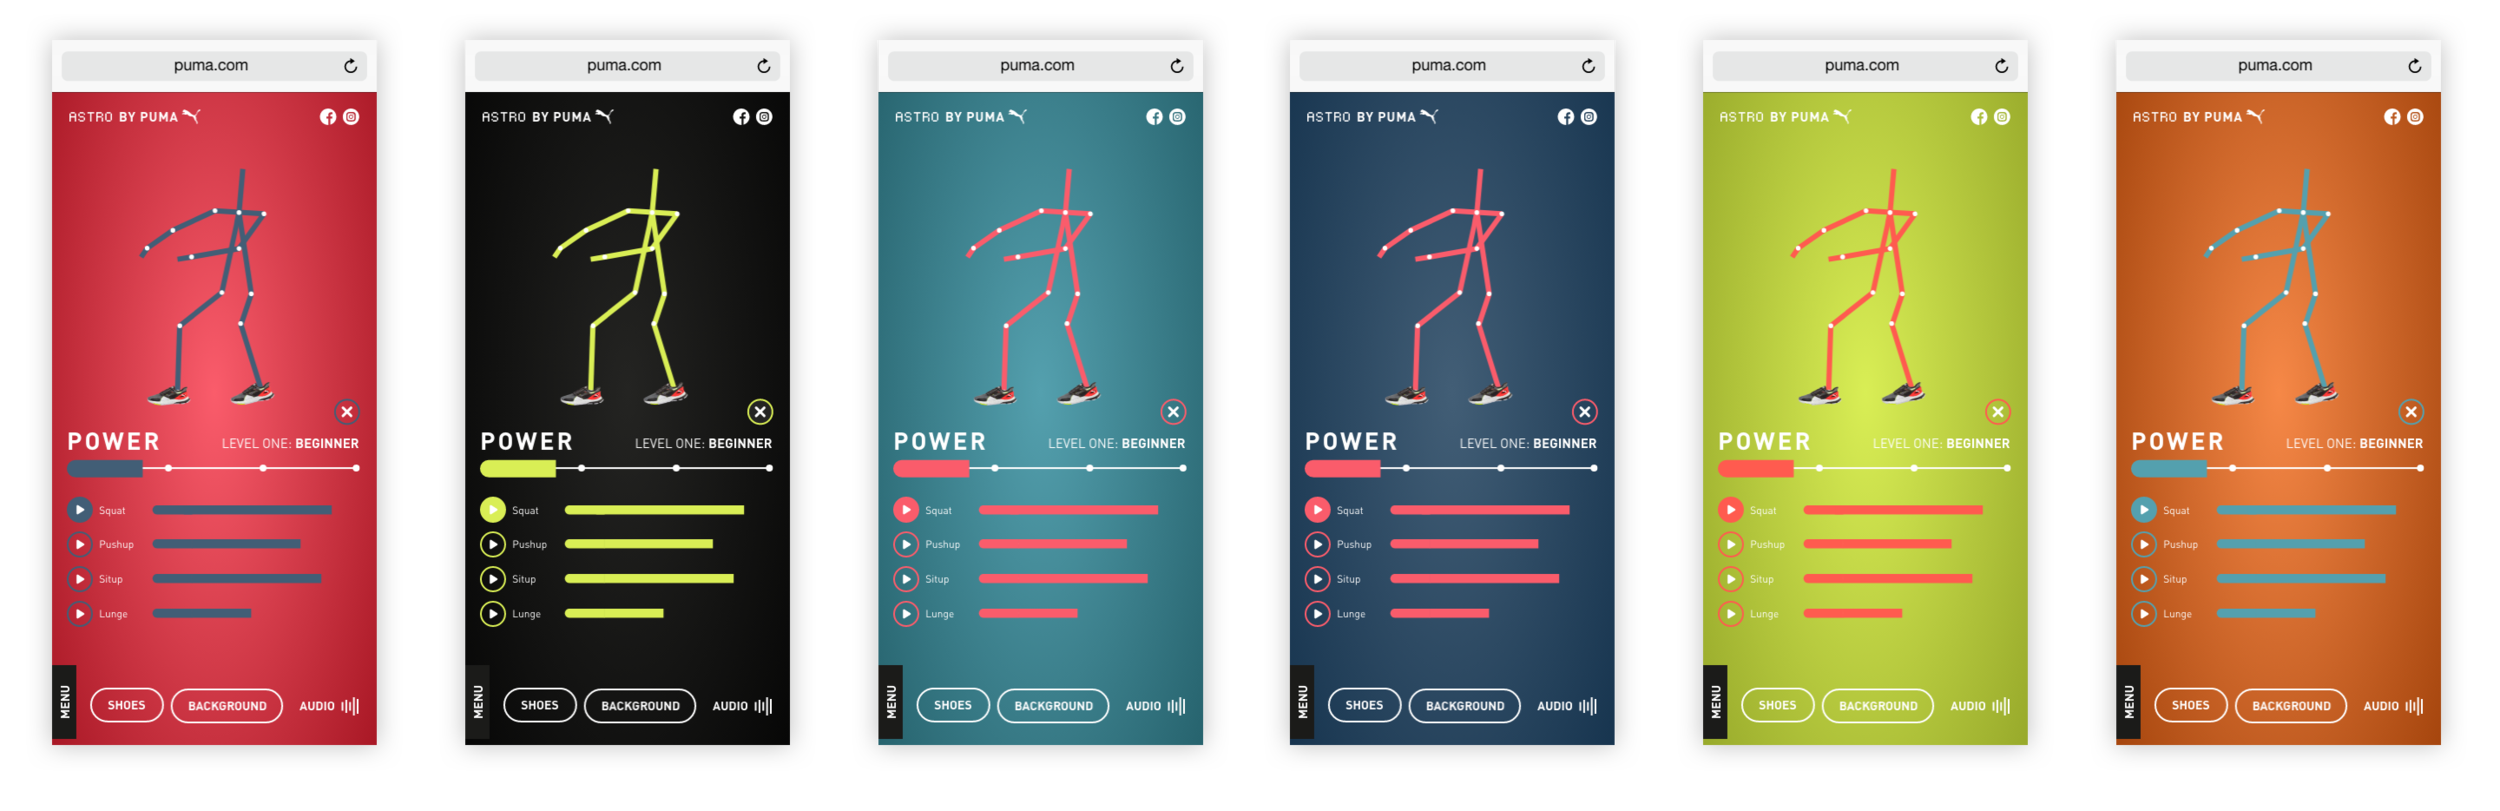 puma.com
ASTRO BY PUMA
POWER
LEVEL ONE: BEGINNER
Squat
Pushup
Situp
Lunge
MENU
SHOES
BACKGROUND
AUDIO
puma.com
ASTRO BY PUMA
POWER
LEVEL ONE: BEGINNER
Squat
Pushup
Situp
Lunge
MENU
SHOES
BACKGROUND
AUDIO
puma.com
ASTRO BY PUMA
POWER
LEVEL ONE: BEGINNER
Squat
Pushup
Situp
Lunge
MENU
SHOES
BACKGROUND
AUDIO
puma.com
ASTRO BY PUMA
POWER
LEVEL ONE: BEGINNER
Squat
Pushup
Situp
Lunge
MENU
SHOES
BACKGROUND
AUDIO
puma.com
ASTRO BY PUMA
POWER
LEVEL ONE: BEGINNER
Squat
Pushup
Situp
Lunge
MENU
SHOES
BACKGROUND
AUDIO
puma.com
ASTRO BY PUMA
POWER
LEVEL ONE: BEGINNER
Squat
Pushup
Situp
Lunge
MENU
SHOES
BACKGROUND
AUDIO